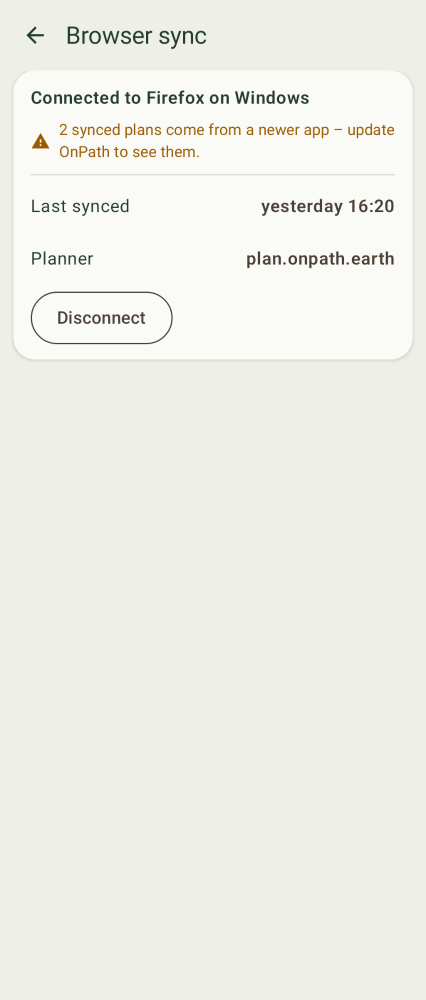 Browser sync
Connected to Firefox on Windows
2 synced plans come from a newer app – update
OnPath to see them.
Last synced yesterday 16:20
Planner plan.onpath.earth
Disconnect